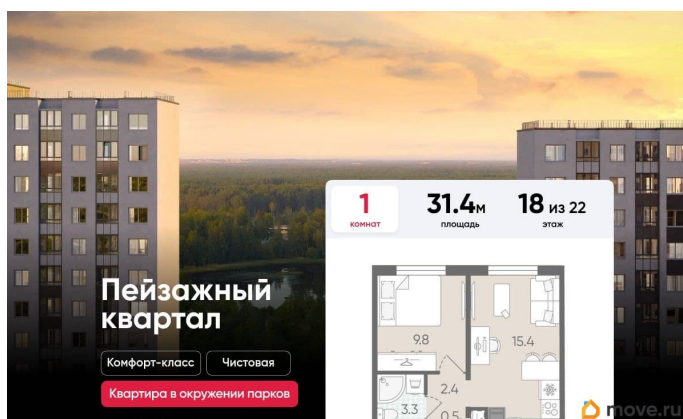 1
комнат
31.4м
площадь
18 из 22
этаж
Пейзажный
квартал
Комфорт-класс
Чистовая
Квартира в окружении парков
9.8
15.4
2.4
3.3
0.5
move.ru